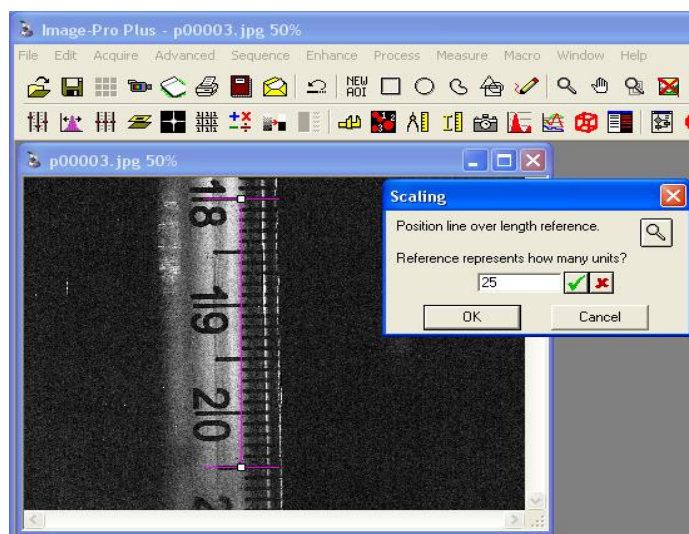 Image-Pro Plus - p00003.jpg 50%
File Edit Acquire Advanced Sequence Enhance Process Measure Macro Window Help
NEW
AOI
p00003.jpg 50%
Scaling
Position line over length reference.
Reference represents how many units?
25
OK Cancel
18
19
20
2